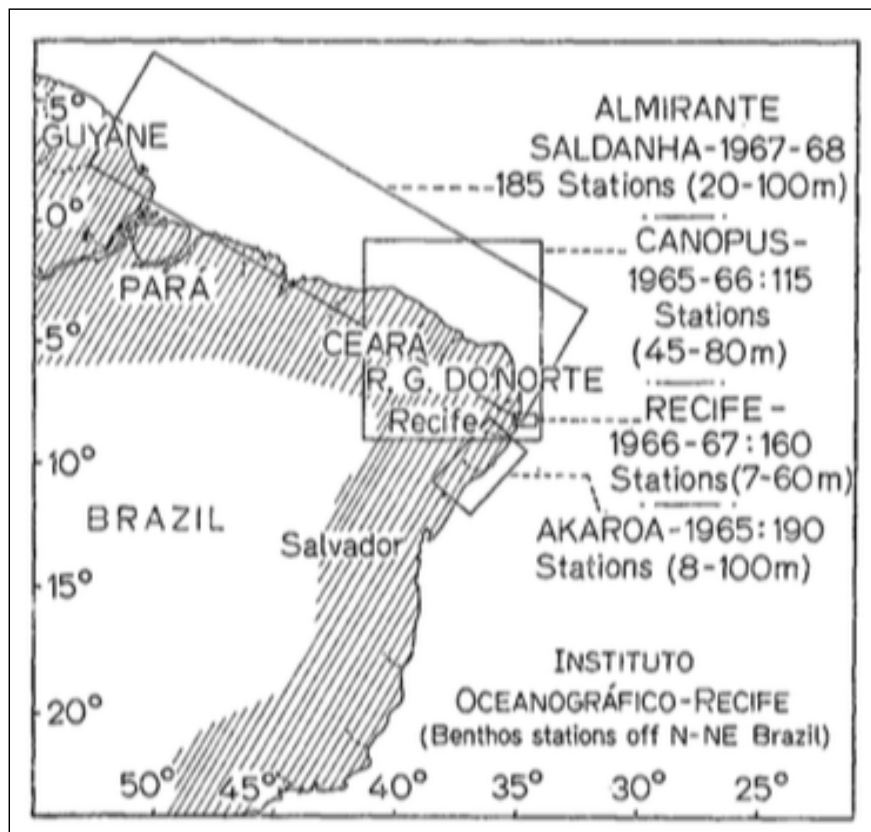 5°
GUYANE
0°
PARÁ
5°
CEARA
R. G. DO NORTE
Recife
10°
BRAZIL
Salvador
15°
20°
50°
45°
40°
35°
30°
25°
ALMIRANTE
SALDANHA-1967-68
185 Stations (20-100m)
CANOPUS-
1965-66:115
Stations
(45-80m)
RECIFE-
1966-67:160
Stations(7-60m)
AKAROA-1965:190
Stations (8-100m)
INSTITUTO
OCEANOGRÁFICO-RECIFE
(Benthos stations off N-NE Brazil)